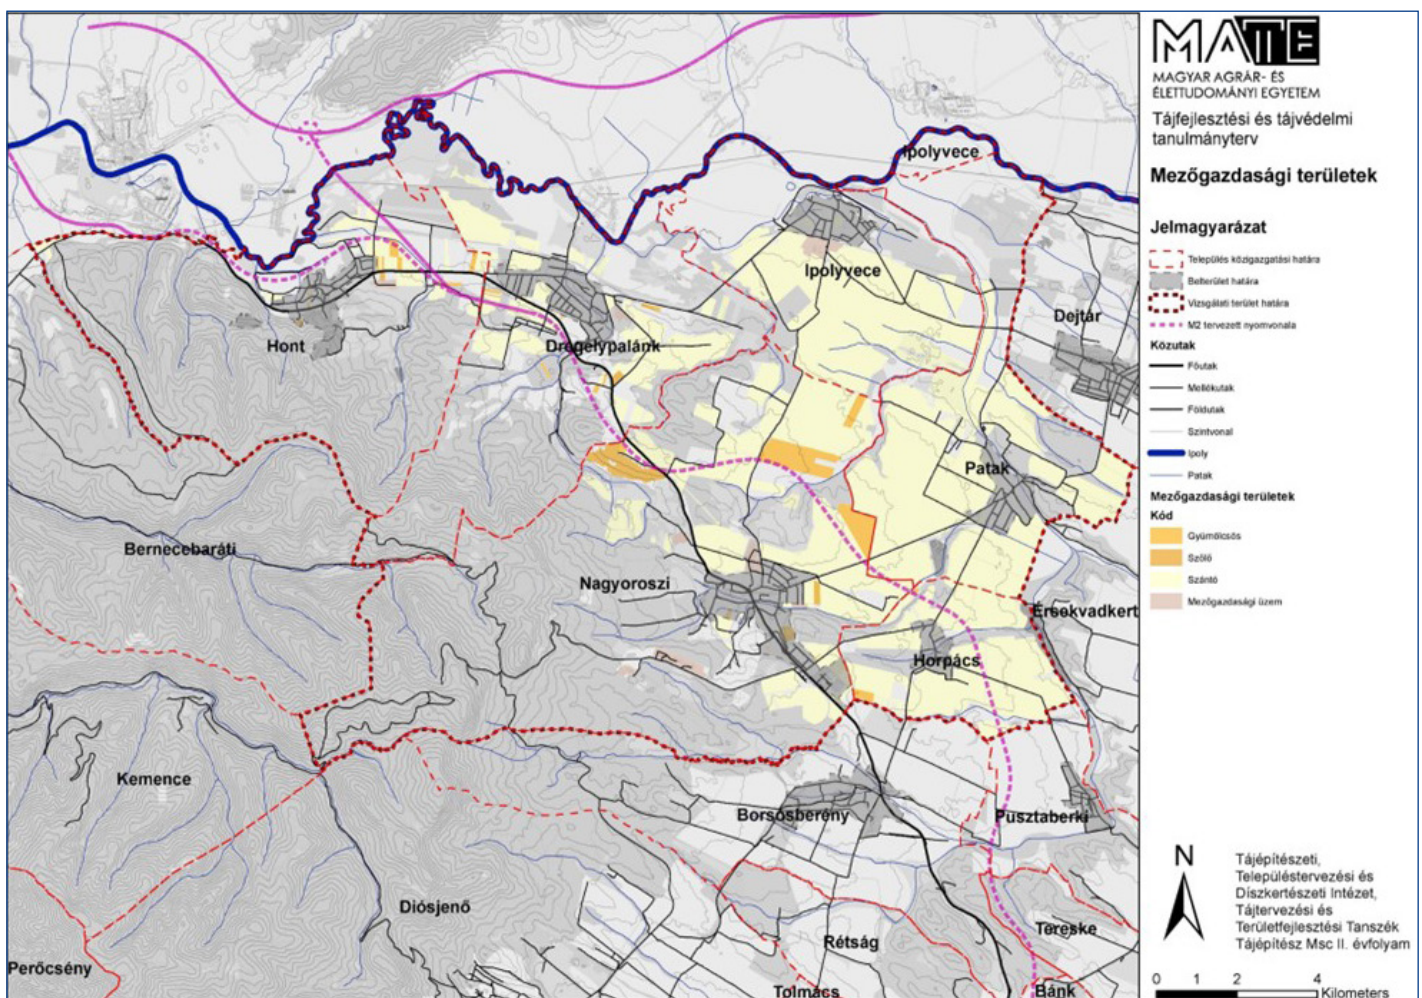 MATE
MAGYAR AGRÁR- ÉS
ÉLETTUDOMÁNYI EGYETEM
Tájfejlesztési és tájvédelmi
tanulmányterv
Mezőgazdasági területek
Jelmagyarázat
Település közigazgatási határa
Belterület határa
Vizsgálati terület határa
M2 tervezett nyomvonala
Közutak
Főutak
Mellékutak
Földutak
Szintvonal
Ipoly
Patak
Mezőgazdasági területek
Kód
Gyümölcsös
Szőlő
Szántó
Mezőgazdasági üzem
Ipolyvece
Ipolyvece
Dejtár
Hont
Drégelypalánk
Patak
Bernecebaráti
Nagyoroszi
Érsekvadkert
Horpács
Kemence
Borsosberény
Pusztaberki
Diósjenő
Tereske
Rétság
Perőcsény
Tolmács
Bánk
N
Tájépítészeti,
Településtervezési és
Díszkertészeti Intézet,
Tájtervezési és
Területfejlesztési Tanszék
Tájépítész Msc II. évfolyam
0 1 2 4
Kilometers